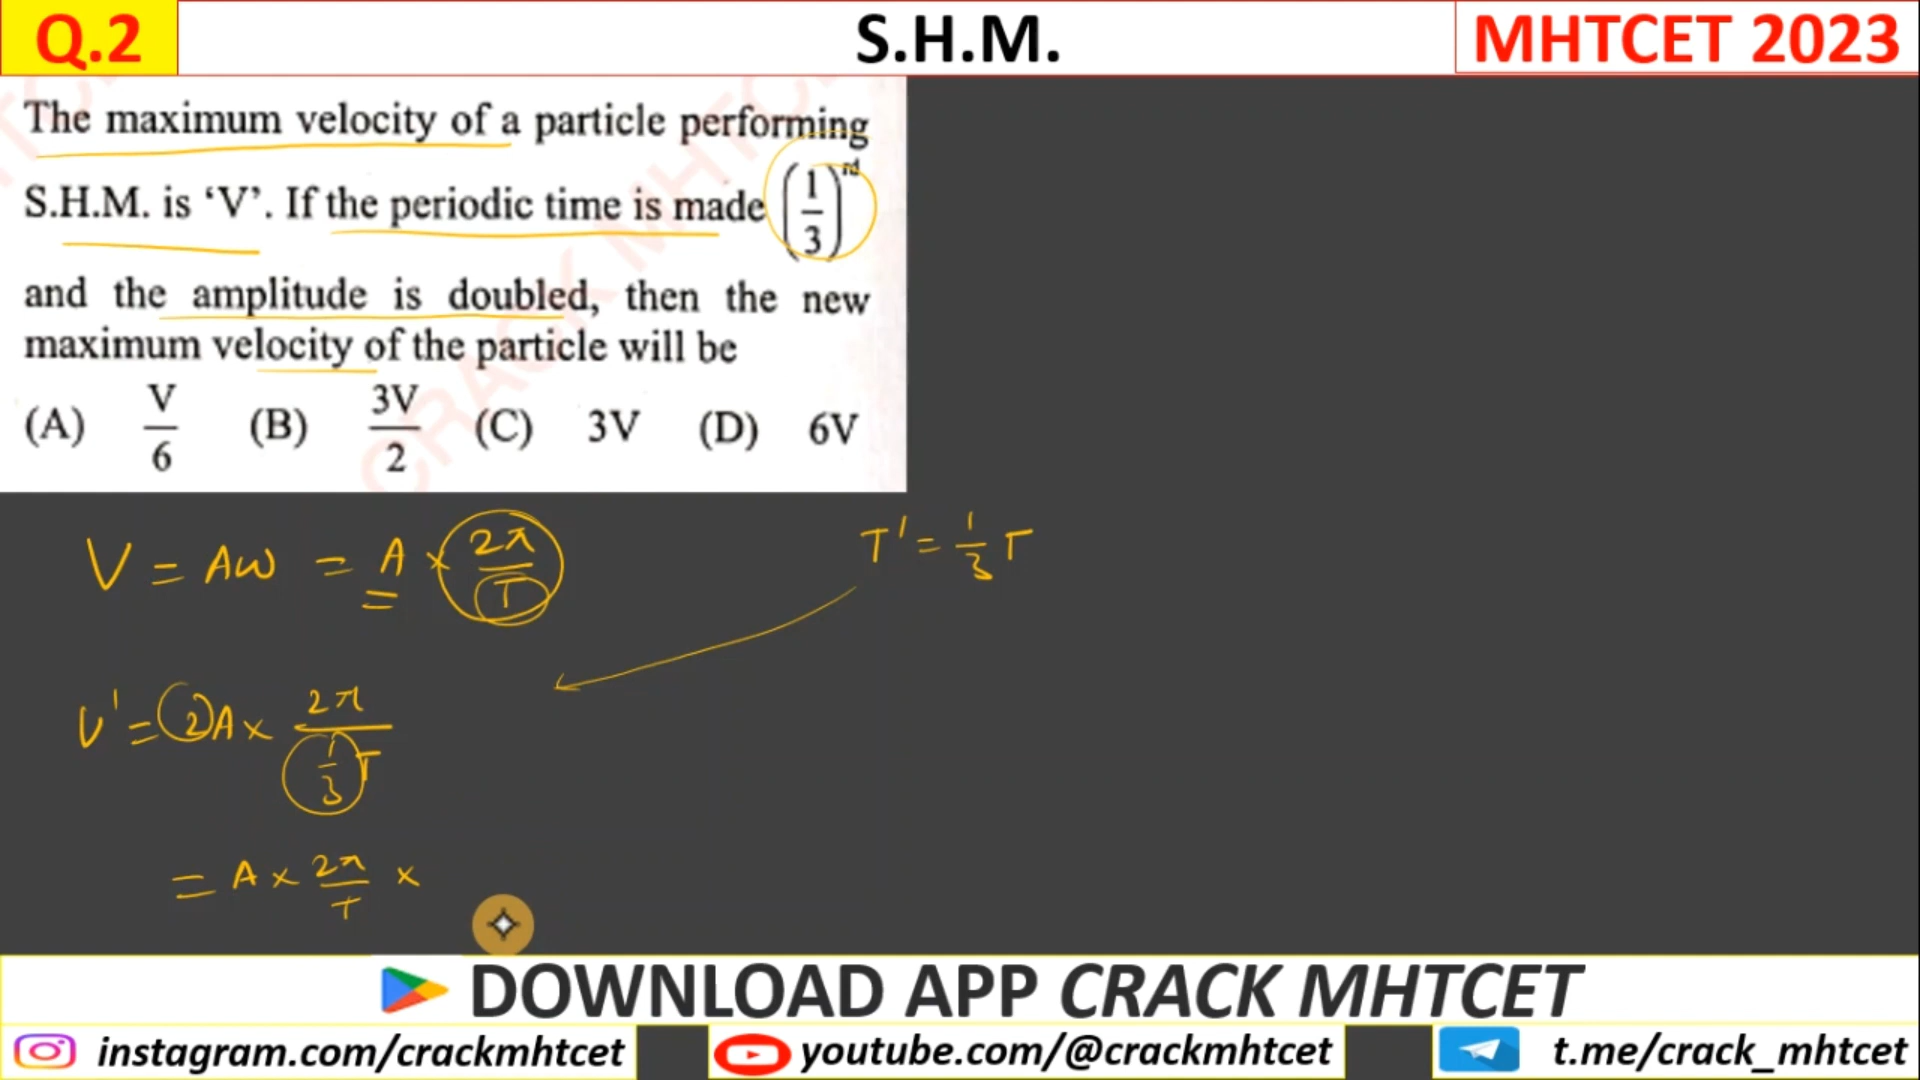 Q.2
S.H.M.
MHTCET 2023
The maximum velocity of a particle performing
S.H.M. is ‘V’. If the periodic time is made (1/3)^rd
and the amplitude is doubled, then the new
maximum velocity of the particle will be
(A) V/6 (B) 3V/2 (C) 3V (D) 6V
V = Aω = A × 2π/T
T' = 1/3 T
V' = 2A × 2π/(1/3 T)
= A × 2π/T ×
DOWNLOAD APP CRACK MHTCET
instagram.com/crackmhtcet
youtube.com/@crackmhtcet
t.me/crack_mhtcet
CRACK MHTCET